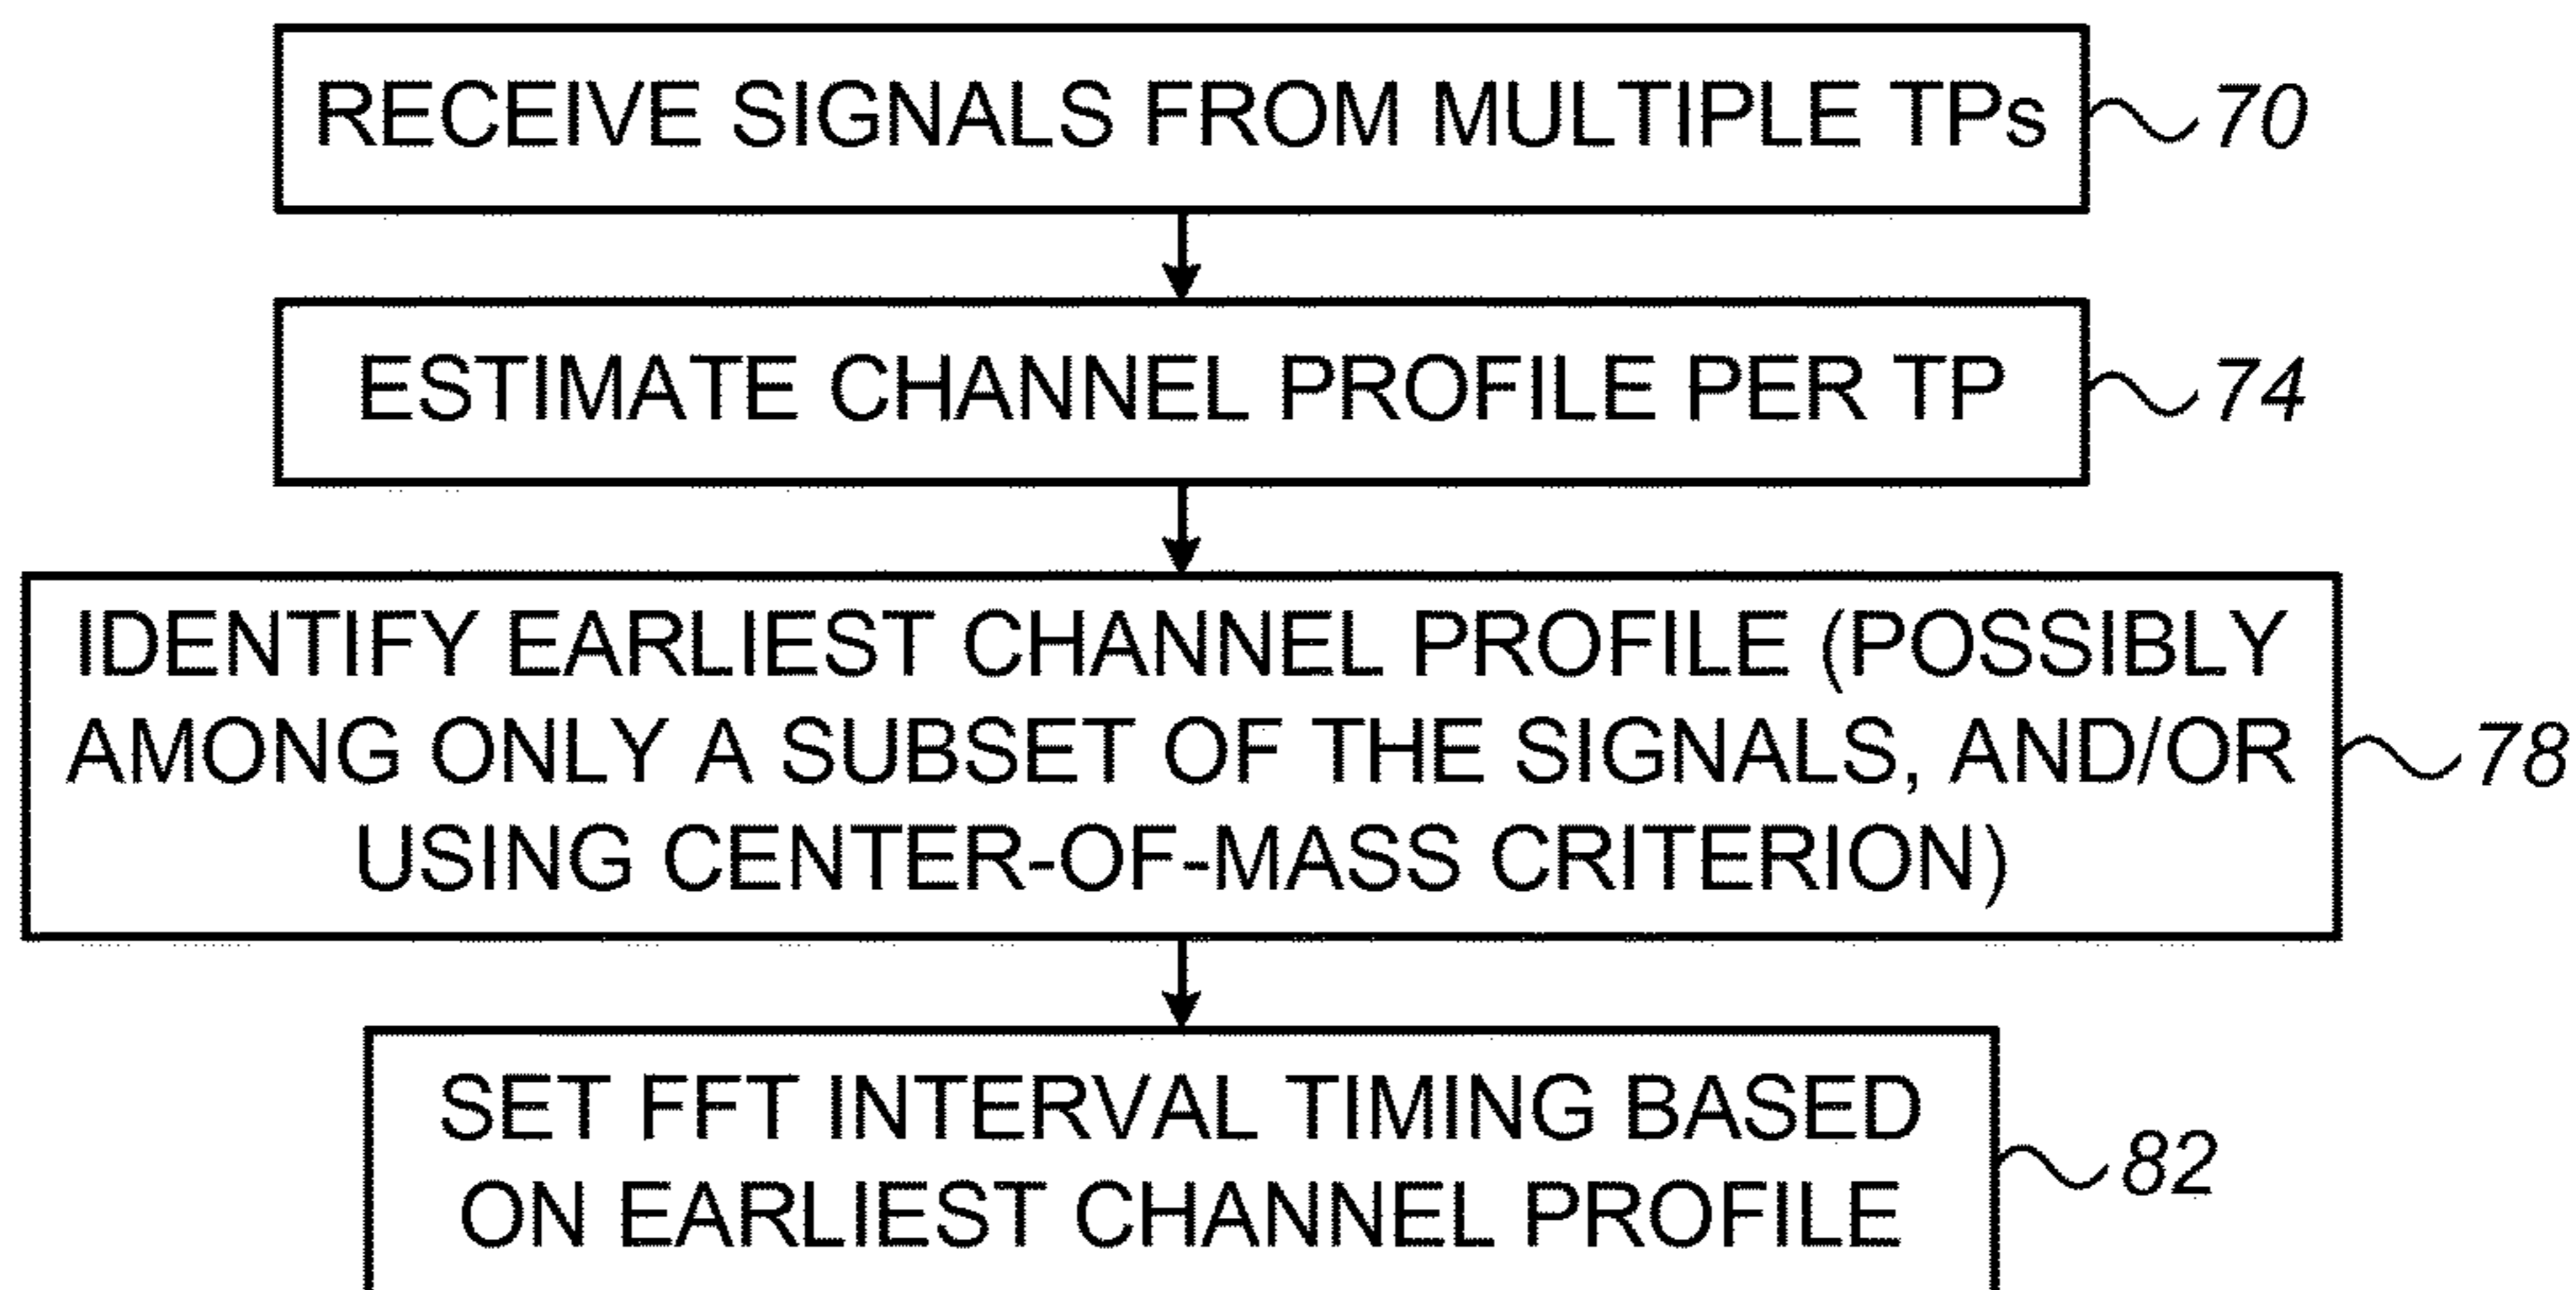 RECEIVE SIGNALS FROM MULTIPLE TPs
70
ESTIMATE CHANNEL PROFILE PER TP
74
IDENTIFY EARLIEST CHANNEL PROFILE (POSSIBLY
AMONG ONLY A SUBSET OF THE SIGNALS, AND/OR
USING CENTER-OF-MASS CRITERION)
78
SET FFT INTERVAL TIMING BASED
ON EARLIEST CHANNEL PROFILE
82